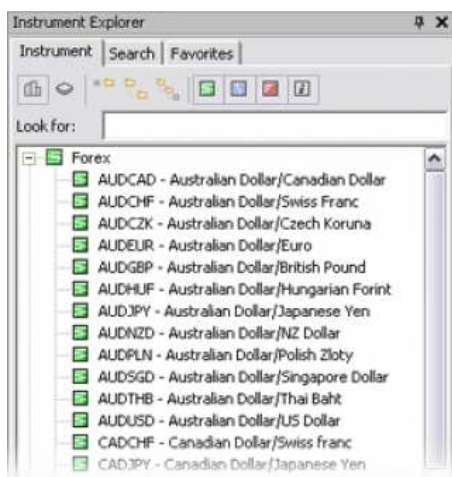 Instrument Explorer
Instrument Search Favorites
Look for:
Forex
AUDCAD - Australian Dollar/Canadian Dollar
AUDCHF - Australian Dollar/Swiss Franc
AUDCZK - Australian Dollar/Czech Koruna
AUDEUR - Australian Dollar/Euro
AUDGBP - Australian Dollar/British Pound
AUDHUF - Australian Dollar/Hungarian Forint
AUDJPY - Australian Dollar/Japanese Yen
AUDNZD - Australian Dollar/NZ Dollar
AUDPLN - Australian Dollar/Polish Zloty
AUDSGD - Australian Dollar/Singapore Dollar
AUDTHB - Australian Dollar/Thai Baht
AUDUSD - Australian Dollar/US Dollar
CADCHF - Canadian Dollar/Swiss franc
CADJPY - Canadian Dollar/Japanese Yen